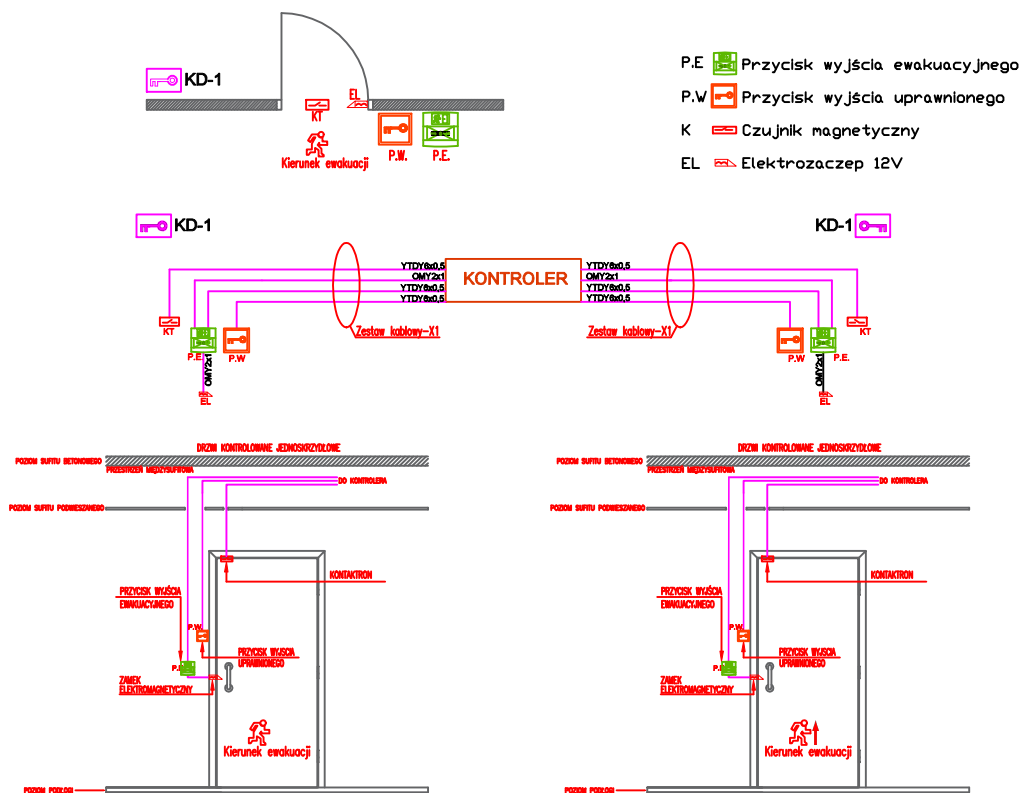 KD-1
EL
KT
P.W.
P.E.
Kierunek ewakuacji
P.E Przycisk wyjścia ewakuacyjnego
P.W Przycisk wyjścia uprawnionego
K Czujnik magnetyczny
EL Elektrozaczep 12V
KD-1
KD-1
YTDY6x0,5
OMY2x1
YTDY6x0,5
YTDY6x0,5
KONTROLER
YTDY6x0,5
OMY2x1
YTDY6x0,5
YTDY6x0,5
KT
P.E.
P.W
Zestaw kablowy-X1
OMY2x1
EL
Zestaw kablowy-X1
KT
P.W
P.E.
OMY2x1
EL
DRZWI KONTROLOWANE JEDNOSKRZYDŁOWE
POZIOM SUFITU BETONOWEGO
PRZESTRZEŃ MIĘDZYSUFITOWA
DO KONTROLERA
POZIOM SUFITU PODWIESZANEGO
KONTAKTRON
PRZYCISK WYJŚCIA
EWAKUACYJNEGO
P.W.
PRZYCISK WYJSCIA
UPRAWNIONEGO
P.E
ZAMEK
ELEKTROMAGNETYCZNY
Kierunek ewakuacji
POZIOM PODŁOGI
DRZWI KONTROLOWANE JEDNOSKRZYDŁOWE
POZIOM SUFITU BETONOWEGO
PRZESTRZEŃ MIĘDZYSUFITOWA
DO KONTROLERA
POZIOM SUFITU PODWIESZANEGO
KONTAKTRON
PRZYCISK WYJŚCIA
EWAKUACYJNEGO
P.W.
PRZYCISK WYJSCIA
UPRAWNIONEGO
P.E
ZAMEK
ELEKTROMAGNETYCZNY
Kierunek ewakuacji
POZIOM PODŁOGI